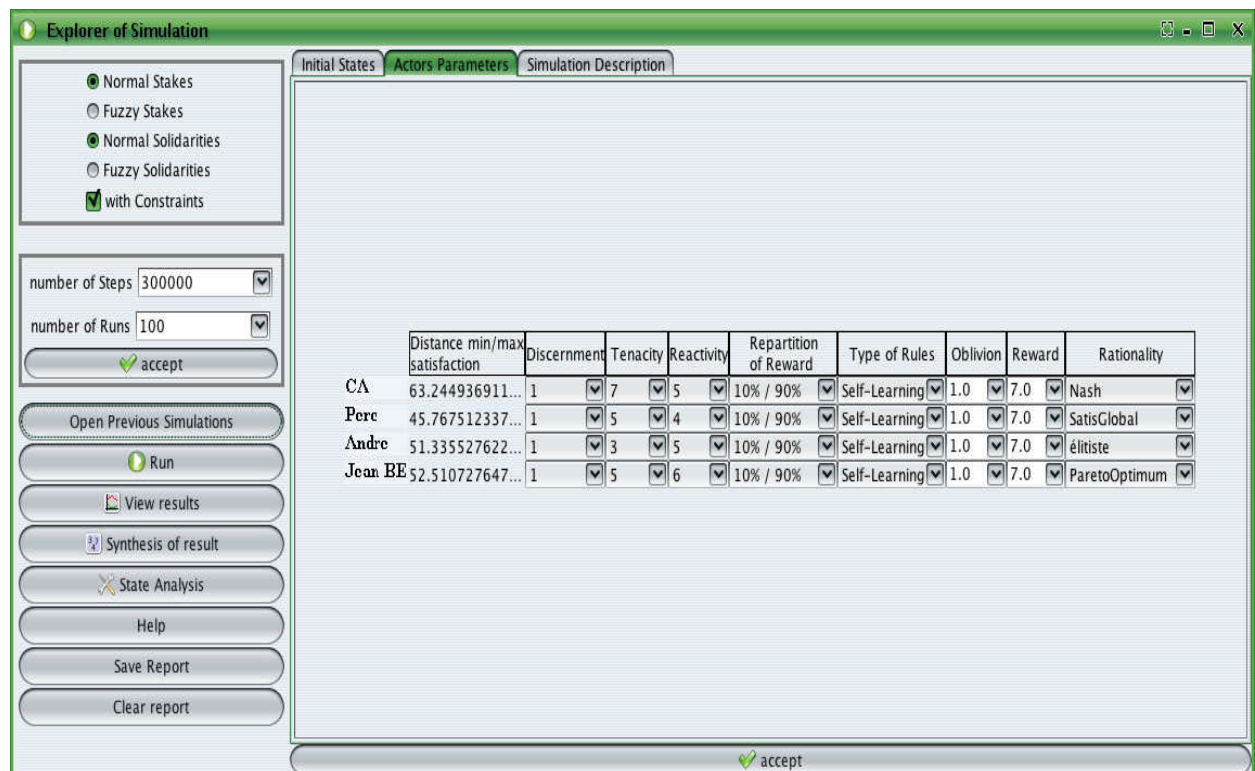 Explorer of Simulation
Normal Stakes
Fuzzy Stakes
Normal Solidarities
Fuzzy Solidarities
with Constraints
number of Steps 300000
number of Runs 100
accept
Open Previous Simulations
Run
View results
Synthesis of result
State Analysis
Help
Save Report
Clear report
Initial States Actors Parameters Simulation Description
Distance min/max satisfaction Discernment Tenacity Reactivity Repartition of Reward Type of Rules Oblivion Reward Rationality
CA 63.244936911... 1 7 5 10% / 90% Self-Learning 1.0 7.0 Nash
Perc 45.767512337... 1 5 4 10% / 90% Self-Learning 1.0 7.0 SatisGlobal
Andre 51.335527622... 1 3 5 10% / 90% Self-Learning 1.0 7.0 élitiste
Jean BE 52.510727647... 1 5 6 10% / 90% Self-Learning 1.0 7.0 ParetoOptimum
accept